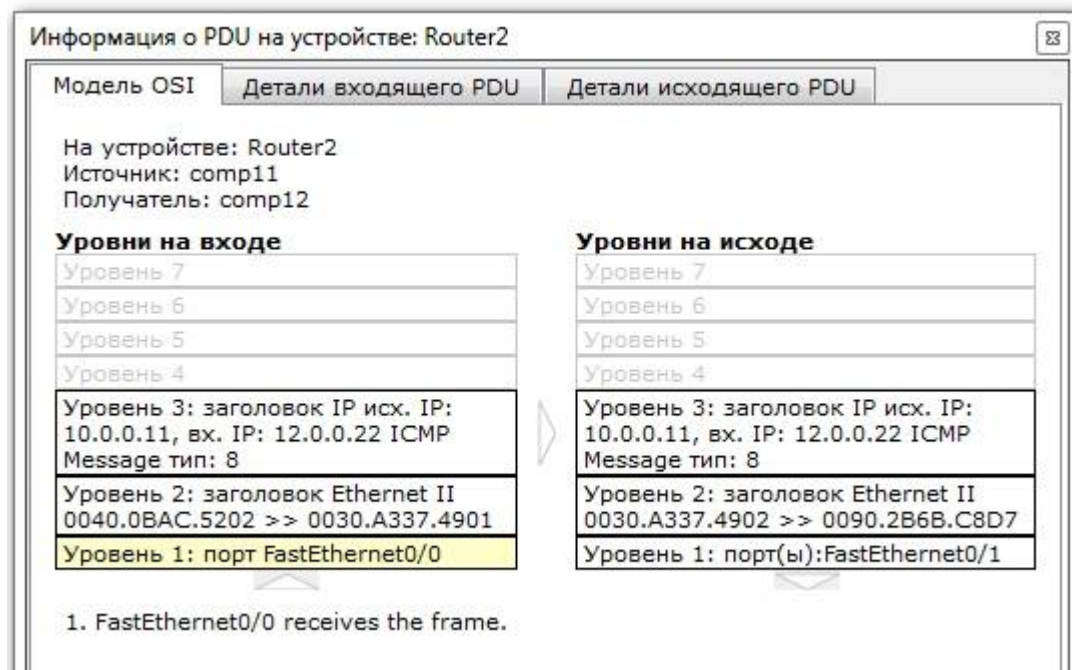 Информация о PDU на устройстве: Router2
Модель OSI
Детали входящего PDU
Детали исходящего PDU
На устройстве: Router2
Источник: comp11
Получатель: comp12
Уровни на входе
Уровень 7
Уровень 6
Уровень 5
Уровень 4
Уровень 3: заголовок IP исх. IP:
10.0.0.11, вх. IP: 12.0.0.22 ICMP
Message тип: 8
Уровень 2: заголовок Ethernet II
0040.0BAC.5202 >> 0030.A337.4901
Уровень 1: порт FastEthernet0/0
Уровни на исходе
Уровень 7
Уровень 6
Уровень 5
Уровень 4
Уровень 3: заголовок IP исх. IP:
10.0.0.11, вх. IP: 12.0.0.22 ICMP
Message тип: 8
Уровень 2: заголовок Ethernet II
0030.A337.4902 >> 0090.2B6B.C8D7
Уровень 1: порт(ы):FastEthernet0/1
1. FastEthernet0/0 receives the frame.